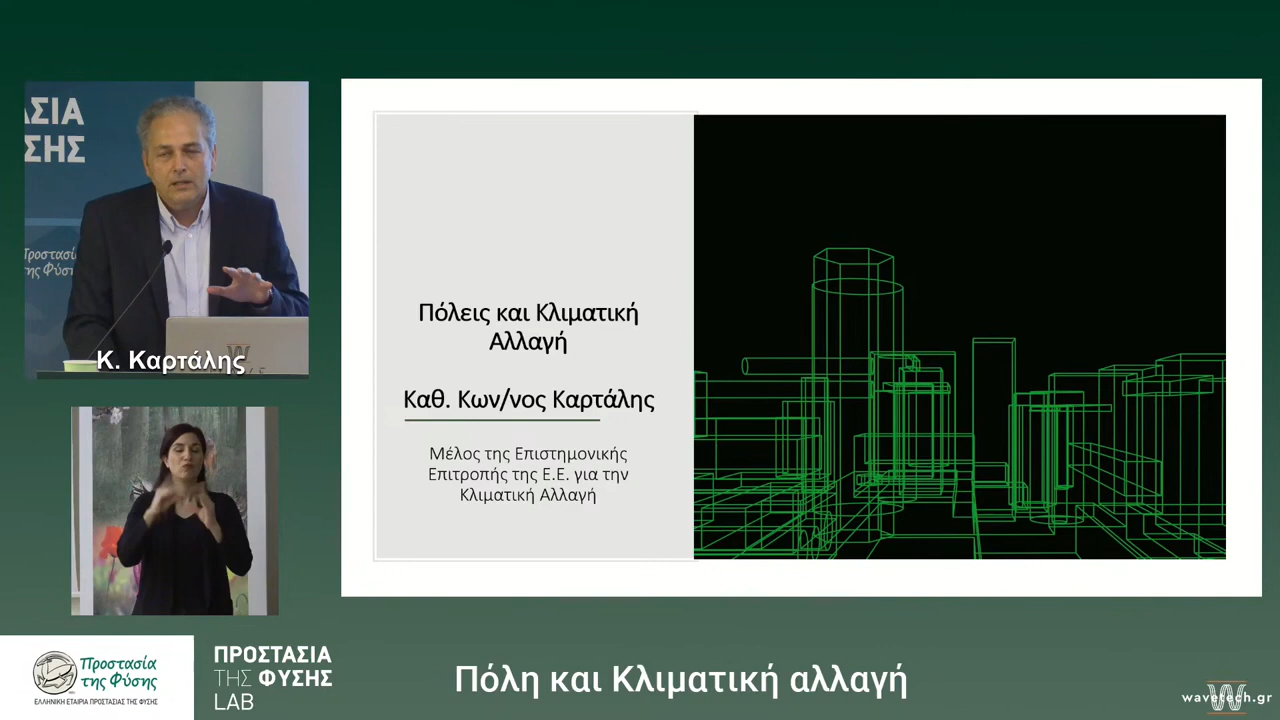 ΑΣΙΑ
ΣΗΣ
Προστασί
της Φύσ
Κ. Καρτάλης
Πόλεις και Κλιματική
Αλλαγή
Καθ. Κων/νος Καρτάλης
Μέλος της Επιστημονικής
Επιτροπής της Ε.Ε. για την
Κλιματική Αλλαγή
Προστασία
της Φύσης
ΕΛΛΗΝΙΚΗ ΕΤΑΙΡΙΑ ΠΡΟΣΤΑΣΙΑΣ ΤΗΣ ΦΥΣΗΣ
ΠΡΟΣΤΑΣΙΑ
ΤΗΣ ΦΥΣΗΣ
LAB
Πόλη και Κλιματική αλλαγή
wavetech.gr